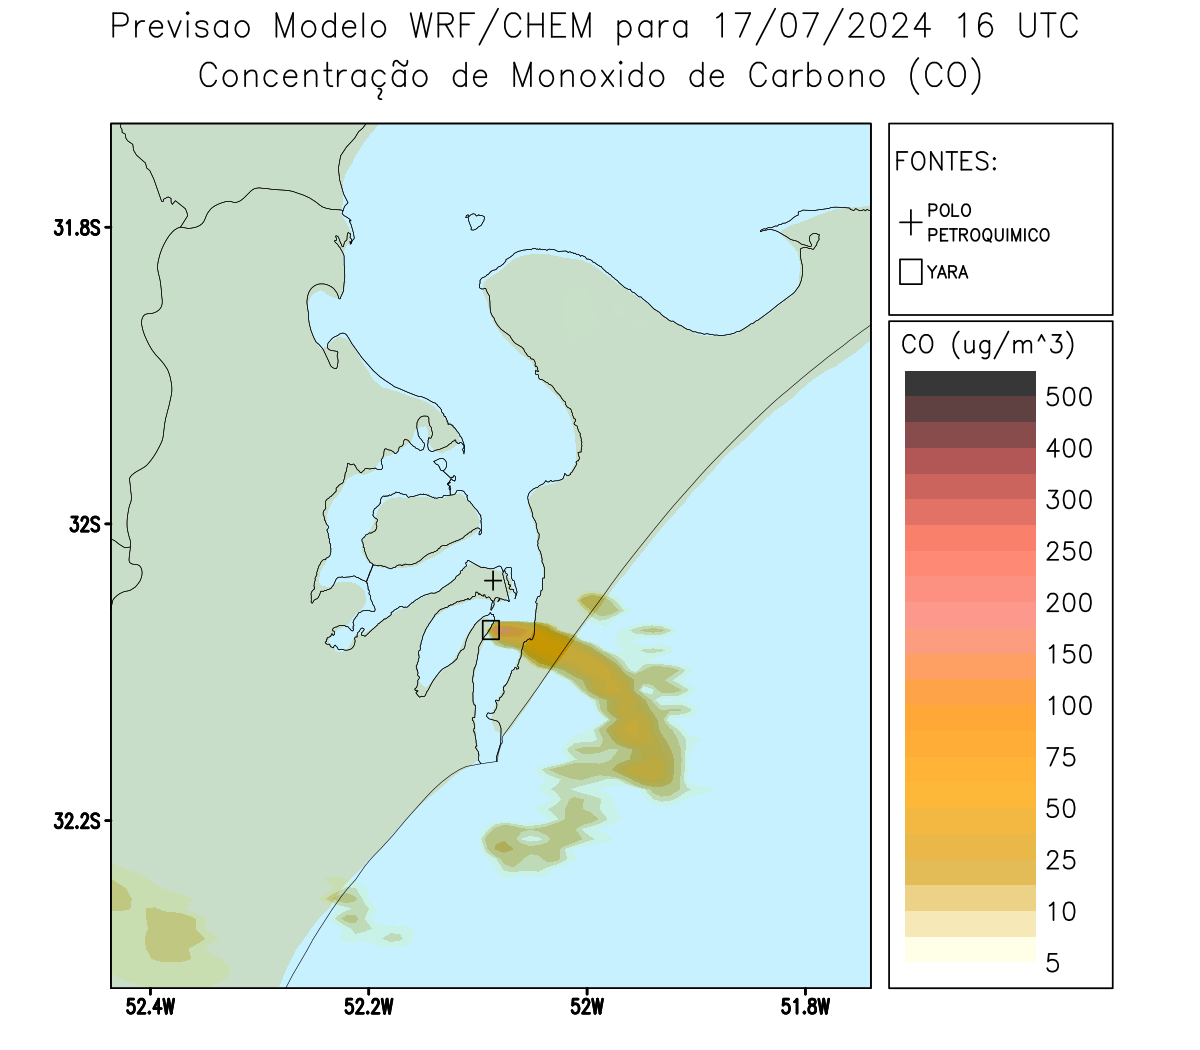 Previsao Modelo WRF/CHEM para 17/07/2024 16 UTC
Concentração de Monoxido de Carbono (CO)
FONTES:
POLO
PETROQUIMICO
YARA
31.8S
32S
32.2S
52.4W
52.2W
52W
51.8W
CO (ug/m^3)
500
400
300
250
200
150
100
75
50
25
10
5